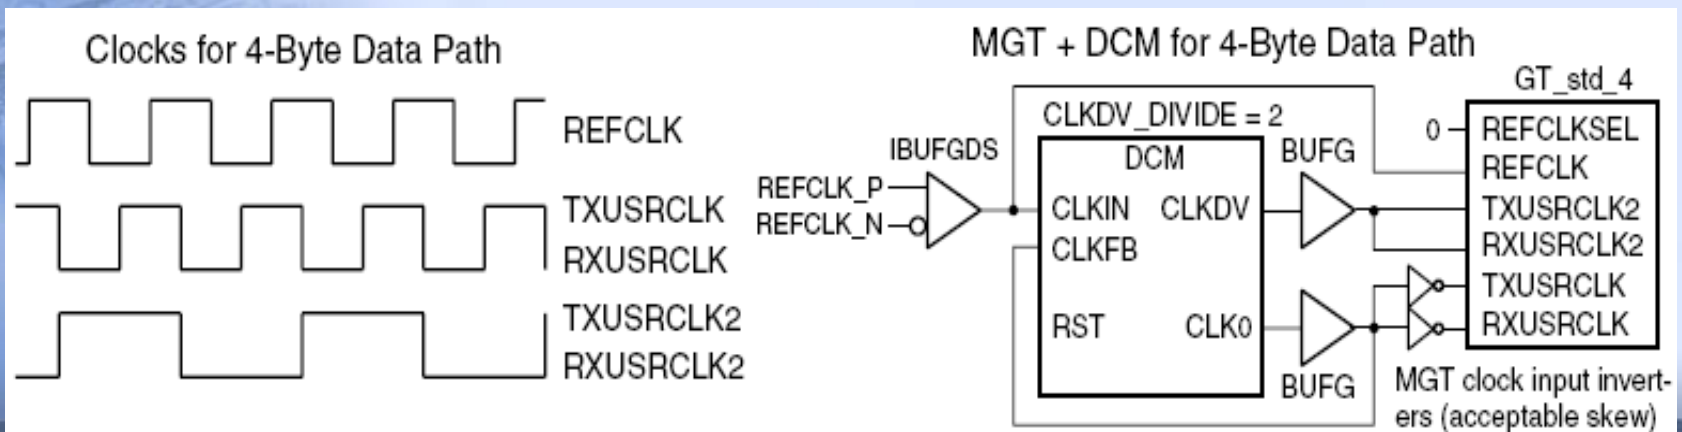 Clocks for 4-Byte Data Path
REFCLK
TXUSRCLK
RXUSRCLK
TXUSRCLK2
RXUSRCLK2
MGT + DCM for 4-Byte Data Path
GT_std_4
CLKDV_DIVIDE = 2
IBUFGDS
DCM
BUFG
0
REFCLKSEL
REFCLK
REFCLK_P
REFCLK_N
CLKIN
CLKDV
TXUSRCLK2
RXUSRCLK2
CLKFB
TXUSRCLK
RST
CLK0
RXUSRCLK
BUFG
MGT clock input invert-
ers (acceptable skew)